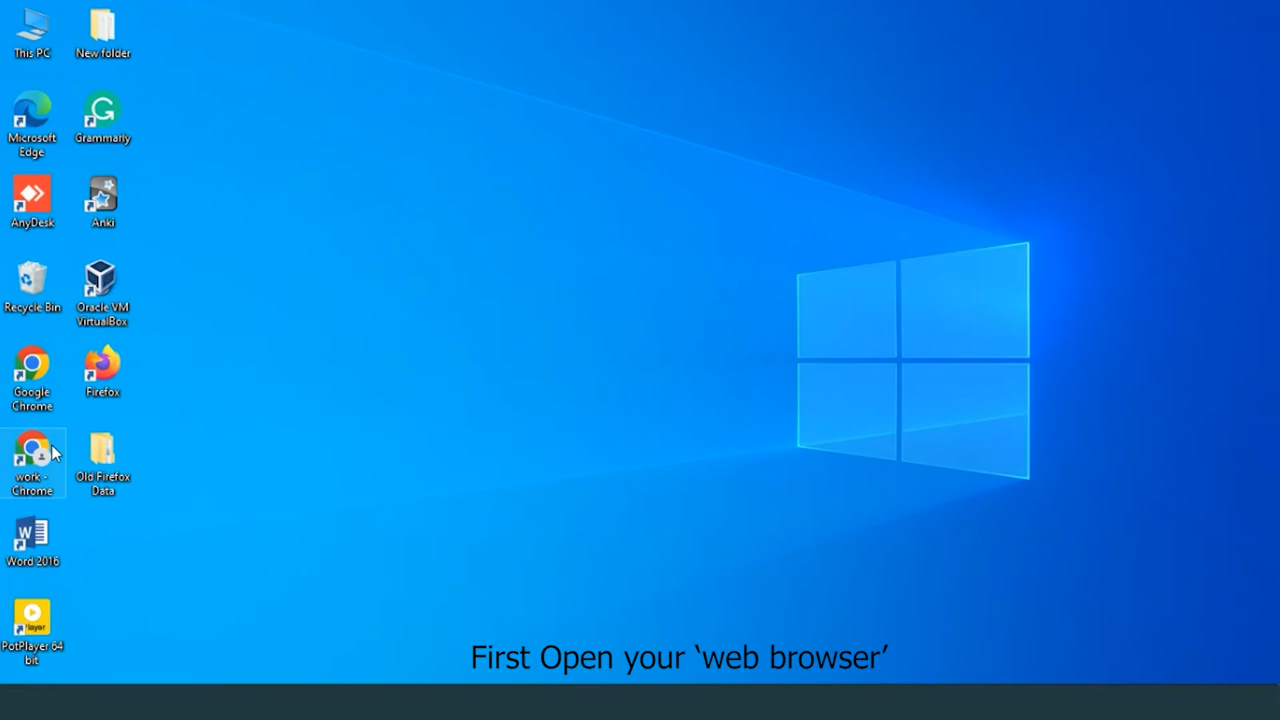 This PC
New folder
Microsoft
Edge
Grammarly
AnyDesk
Anki
Recycle Bin
Oracle VM
VirtualBox
Google
Chrome
Firefox
work -
Chrome
Old Firefox
Data
Word 2016
PotPlayer 64
bit
First Open your ‘web browser’